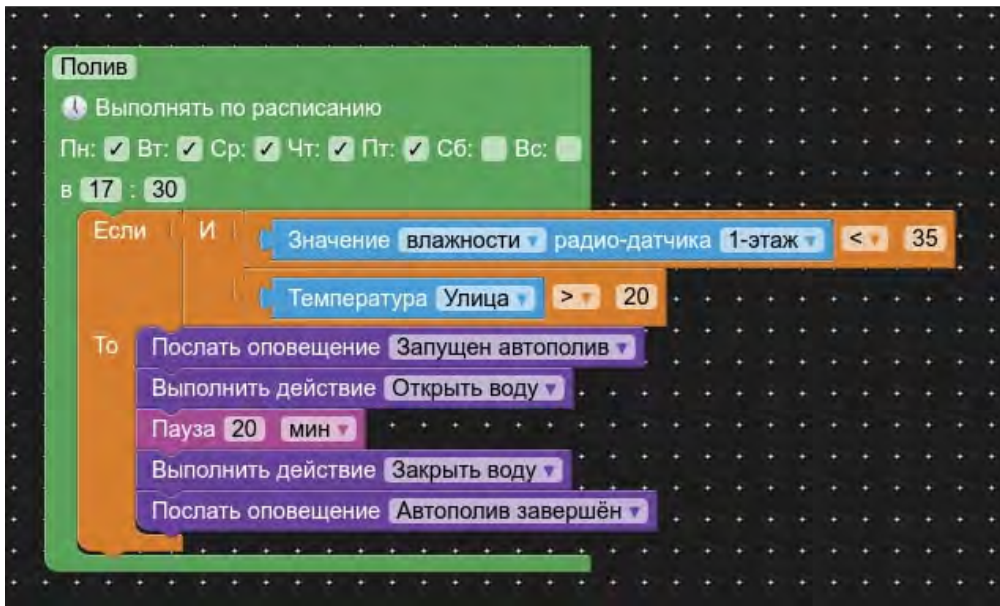 Полив
Выполнять по расписанию
Пн: Вт: Ср: Чт: Пт: Сб: Вс:
в 17 : 30
Если И Значение влажности радио-датчика 1-этаж < 35
Температура Улица > 20
То Послать оповещение Запущен автополив
Выполнить действие Открыть воду
Пауза 20 мин
Выполнить действие Закрыть воду
Послать оповещение Автополив завершён